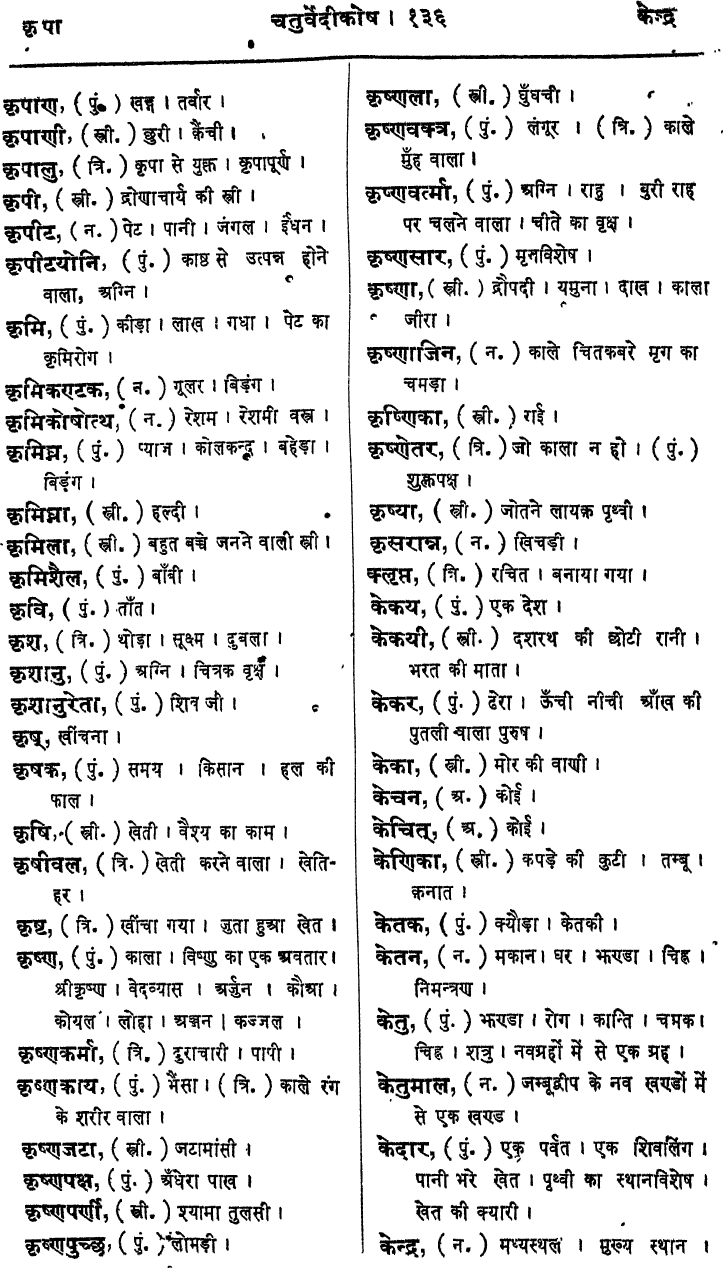 कृपा
चतुर्वेदीकोष । १३६
केन्द्र
कृपाण, ( पुं. ) खङ्ग । तर्वार ।
कृपाणी, ( स्त्री. ) छुरी । कैंची ।
कृपालु, ( त्रि. ) कृपा से युक्त । कृपापूर्ण ।
कृपी, ( स्त्री. ) द्रोणाचार्य की स्त्री ।
कृपीट, ( न. ) पेट । पानी । जंगल । ईंधन ।
कृपीटयोनि, ( पुं. ) काष्ठ से उत्पन्न होने
वाला, अग्नि ।
कृमि, ( पुं. ) कीड़ा । लाख । गधा । पेट का
कृमिरोग ।
कृमिकण्टक, ( न. ) गूलर । बिड़ंग ।
कृमिकोषोत्थ, ( न. ) रेशम । रेशमी वस्त्र ।
कृमिघ्न, ( पुं. ) प्याज । कोलकन्द । बहेड़ा ।
बिड़ंग ।
कृमिघ्ना, ( स्त्री. ) हल्दी ।
कृमिला, ( स्त्री. ) बहुत बच्चे जनने वाली स्त्री ।
कृमिशैल, ( पुं. ) बाँबी ।
कृवि, ( पुं. ) ताँत ।
कृश, ( त्रि. ) थोड़ा । सूक्ष्म । दुबला ।
कृशानु, ( पुं. ) अग्नि । चित्रक वृक्ष ।
कृशानुरेता, ( पुं. ) शिव जी ।
कृष्, खींचना ।
कृषक, ( पुं. ) समय । किसान । हल की
फाल ।
कृषि, ( स्त्री. ) खेती । वैश्य का काम ।
कृषीवल, ( त्रि. ) खेती करने वाला । खेति-
हर ।
कृष्ट, ( त्रि. ) खींचा गया । जुता हुआ खेत ।
कृष्ण, ( पुं. ) काला । विष्णु का एक अवतार ।
श्रीकृष्ण । वेदव्यास । अर्जुन । कौआ ।
कोयल । लोहा । अञ्जन । कज्जल ।
कृष्णकर्मा, ( त्रि. ) दुराचारी । पापी ।
कृष्णकाय, ( पुं. ) भैंसा । ( त्रि. ) काले रंग
के शरीर वाला ।
कृष्णजटा, ( स्त्री. ) जटामांसी ।
कृष्णपक्ष, ( पुं. ) अँधेरा पाख ।
कृष्णपर्णी, ( स्त्री. ) श्यामा तुलसी ।
कृष्णपुच्छ, ( पुं. ) लोमड़ी ।
कृष्णला, ( स्त्री. ) घुँघची ।
कृष्णवक्त्र, ( पुं. ) लंगूर । ( त्रि. ) काले
मुँह वाला ।
कृष्णवर्त्मा, ( पुं. ) अग्नि । राहु । बुरी राह
पर चलने वाला । चीते का वृक्ष ।
कृष्णसार, ( पुं. ) मृगविशेष ।
कृष्णा, ( स्त्री. ) द्रौपदी । यमुना । दाख । काला
जीरा ।
कृष्णाजिन, ( न. ) काले चितकबरे मृग का
चमड़ा ।
कृष्णिका, ( स्त्री. ) राई ।
कृष्णेतर, ( त्रि. ) जो काला न हो । ( पुं. )
शुक्लपक्ष ।
कृष्या, ( स्त्री. ) जोतने लायक़ पृथ्वी ।
कृसरान्न, ( न. ) खिचड़ी ।
क्लृप्त, ( त्रि. ) रचित । बनाया गया ।
केकय, ( पुं. ) एक देश ।
केकयी, ( स्त्री. ) दशरथ की छोटी रानी ।
भरत की माता ।
केकर, ( पुं. ) ढेरा । ऊँची नीची आँख की
पुतली वाला पुरुष ।
केका, ( स्त्री. ) मोर की वाणी ।
केचन, ( अ. ) कोई ।
केचित्, ( अ. ) कोई ।
केणिका, ( स्त्री. ) कपड़े की कुटी । तम्बू ।
क़नात ।
केतक, ( पुं. ) क्यौड़ा । केतकी ।
केतन, ( न. ) मकान । घर । झण्डा । चिह्न ।
निमन्त्रण ।
केतु, ( पुं. ) झण्डा । रोग । कान्ति । चमक ।
चिह्न । शत्रु । नवग्रहों में से एक ग्रह ।
केतुमाल, ( न. ) जम्बूद्वीप के नव खण्डों में
से एक खण्ड ।
केदार, ( पुं. ) एक पर्वत । एक शिवलिंग ।
पानी भरे खेत । पृथ्वी का स्थानविशेष ।
खेत की क्यारी ।
केन्द्र, ( न. ) मध्यस्थल । मुख्य स्थान ।